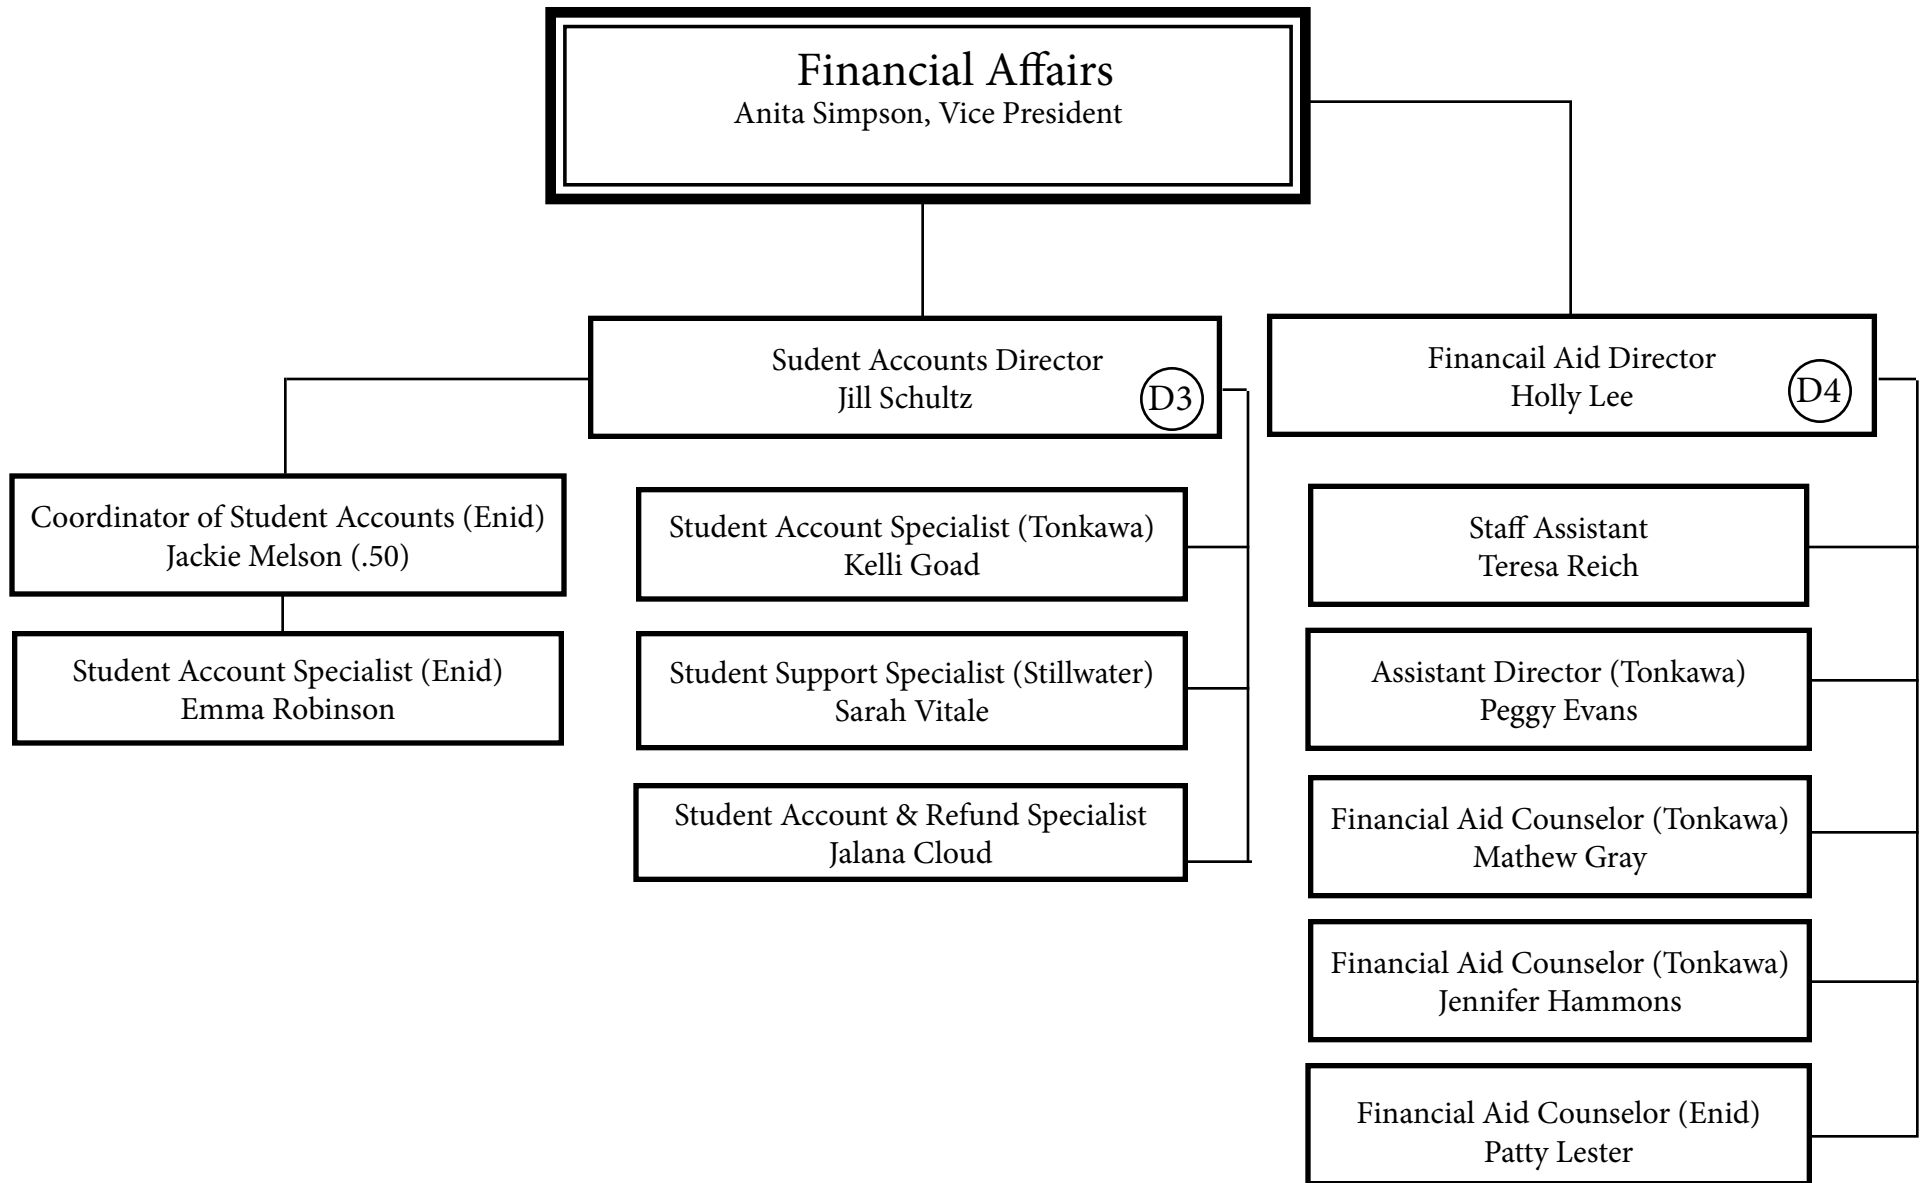 Financial Affairs
Anita Simpson, Vice President
Sudent Accounts Director
Jill Schultz
D3
Financail Aid Director
Holly Lee
D4
Coordinator of Student Accounts (Enid)
Jackie Melson (.50)
Student Account Specialist (Enid)
Emma Robinson
Student Account Specialist (Tonkawa)
Kelli Goad
Student Support Specialist (Stillwater)
Sarah Vitale
Student Account & Refund Specialist
Jalana Cloud
Staff Assistant
Teresa Reich
Assistant Director (Tonkawa)
Peggy Evans
Financial Aid Counselor (Tonkawa)
Mathew Gray
Financial Aid Counselor (Tonkawa)
Jennifer Hammons
Financial Aid Counselor (Enid)
Patty Lester